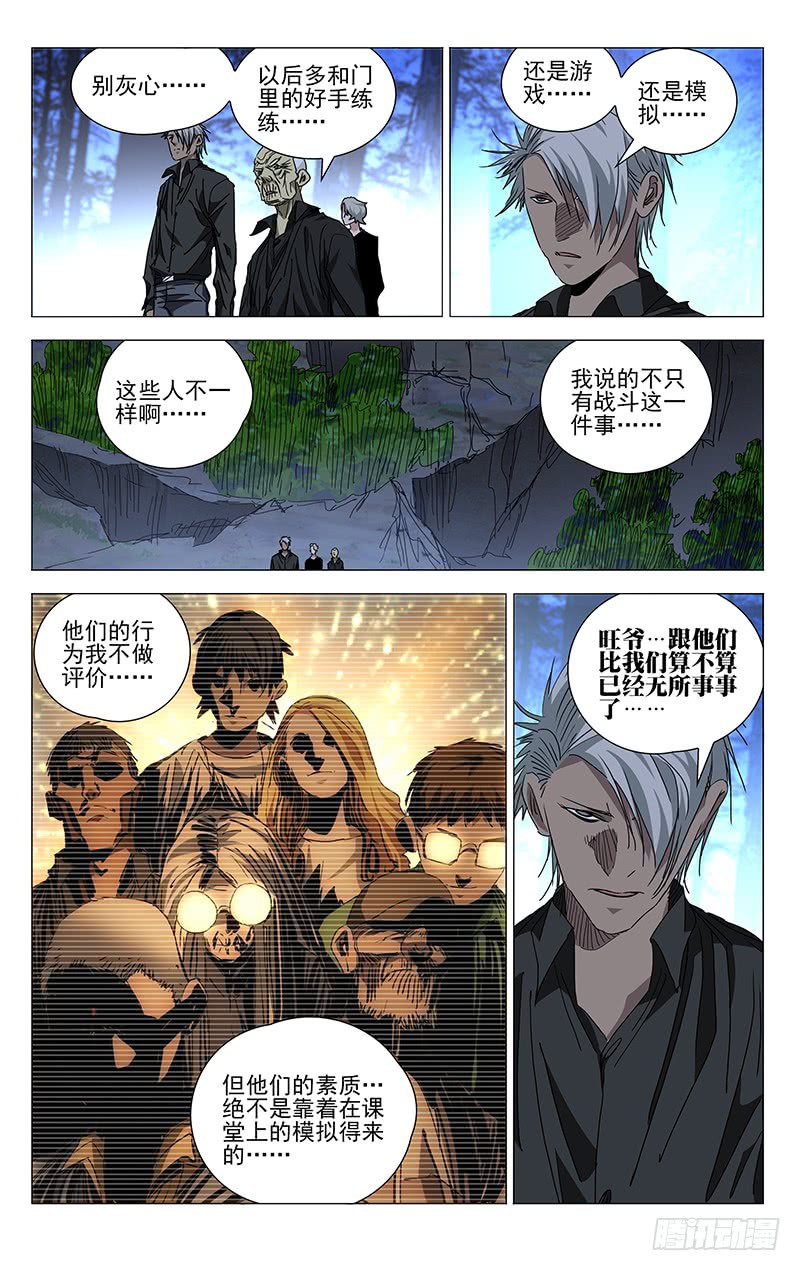 别灰心……
以后多和门
里的好手练
练……
还是游
戏……
还是模
拟……
这些人不一
样啊……
我说的不只
有战斗这一
件事……
他们的行
为我不做
评价……
旺爷…跟他们
比我们算不算
已经无所事事
了……
但他们的素质…
绝不是靠着在课
堂上的模拟得来
的……
腾讯动漫